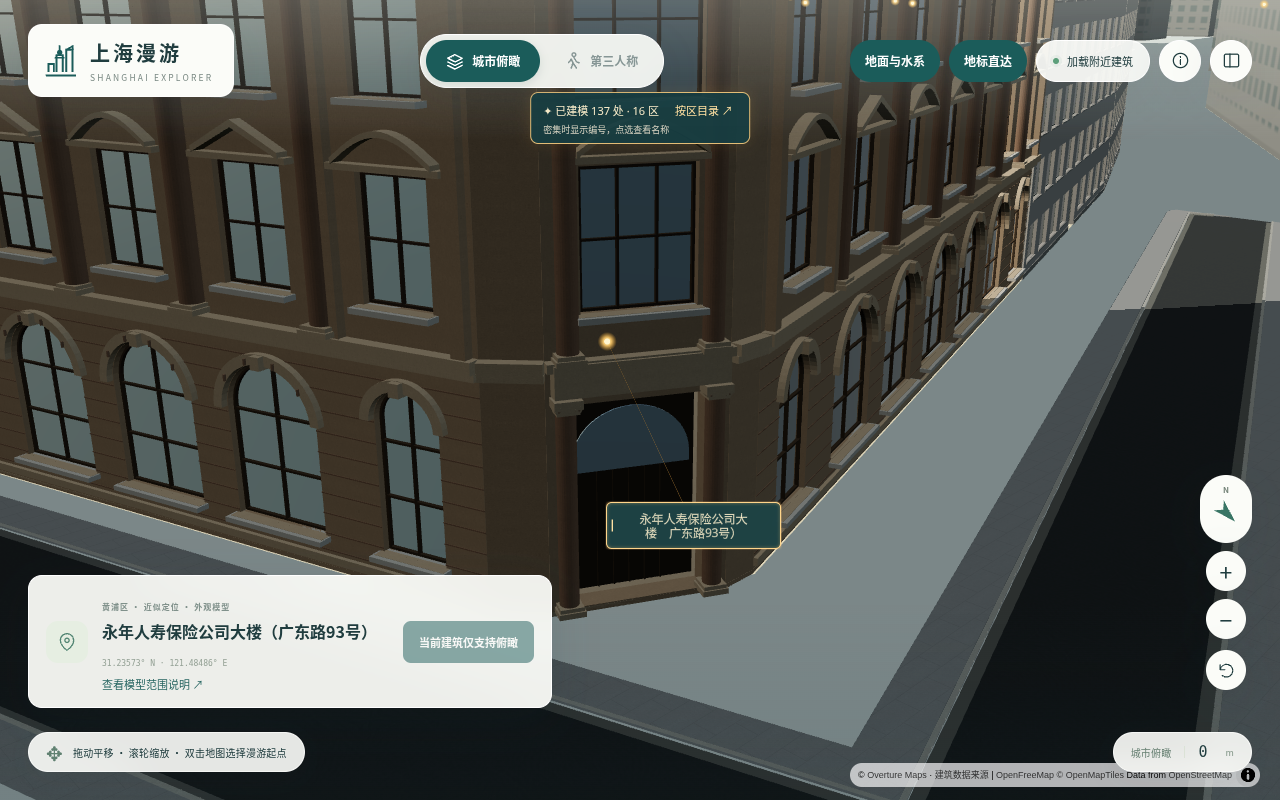 上海漫游
SHANGHAI EXPLORER
城市俯瞰
第三人称
地面与水系
地标直达
加载附近建筑
✦ 已建模 137 处 · 16 区 按区目录 ↗
密集时显示编号，点选查看名称
永年人寿保险公司大
楼 广东路93号）
N
+
−
黄浦区 · 近似定位 · 外观模型
永年人寿保险公司大楼（广东路93号）
31.23573° N · 121.48486° E
查看模型范围说明 ↗
当前建筑仅支持俯瞰
拖动平移 · 滚轮缩放 · 双击地图选择漫游起点
城市俯瞰 0 m
© Overture Maps · 建筑数据来源 | OpenFreeMap © OpenMapTiles Data from OpenStreetMap